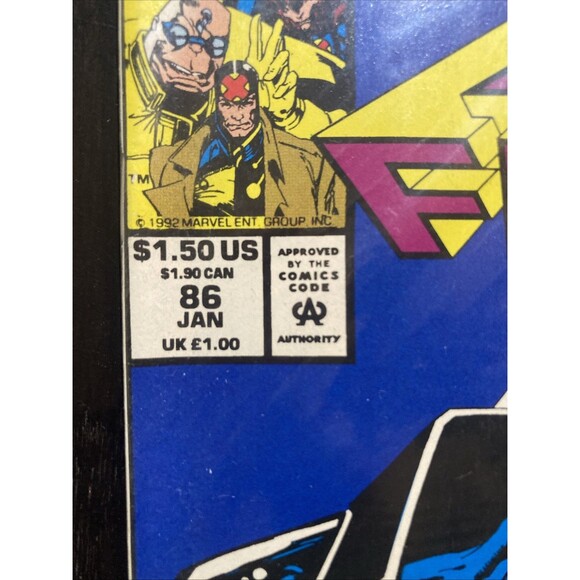 TM
© 1992 MARVEL ENT. GROUP, INC.
$1.50 US
$1.90 CAN
86
JAN
UK £1.00
APPROVED
BY THE
COMICS
CODE
CA
AUTHORITY
F